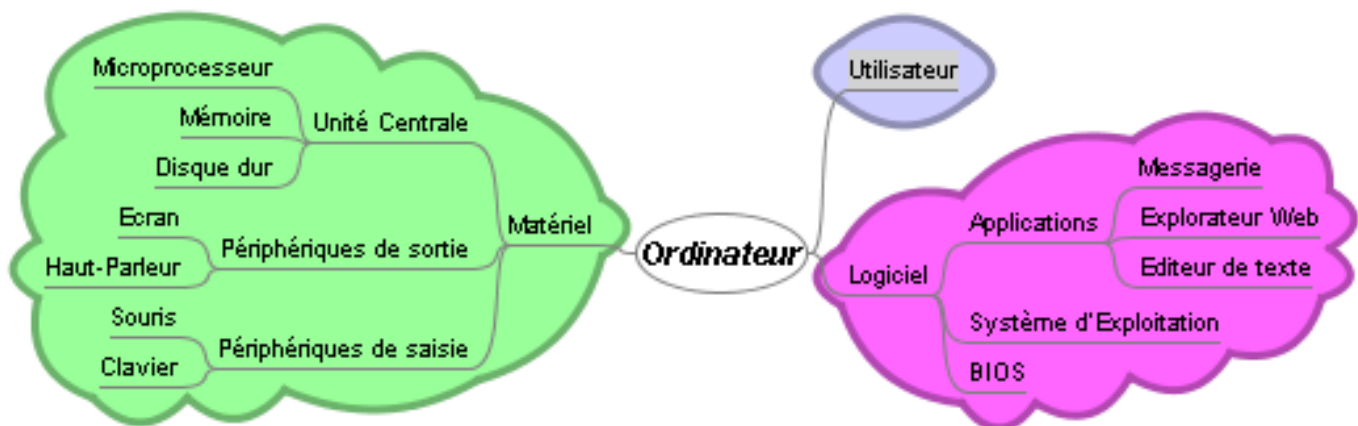 Microprocesseur
Mémoire
Disque dur
Unité Centrale
Ecran
Haut-Parleur
Périphériques de sortie
Souris
Clavier
Périphériques de saisie
Matériel
Ordinateur
Utilisateur
Logiciel
Applications
Messagerie
Explorateur Web
Editeur de texte
Système d'Exploitation
BIOS